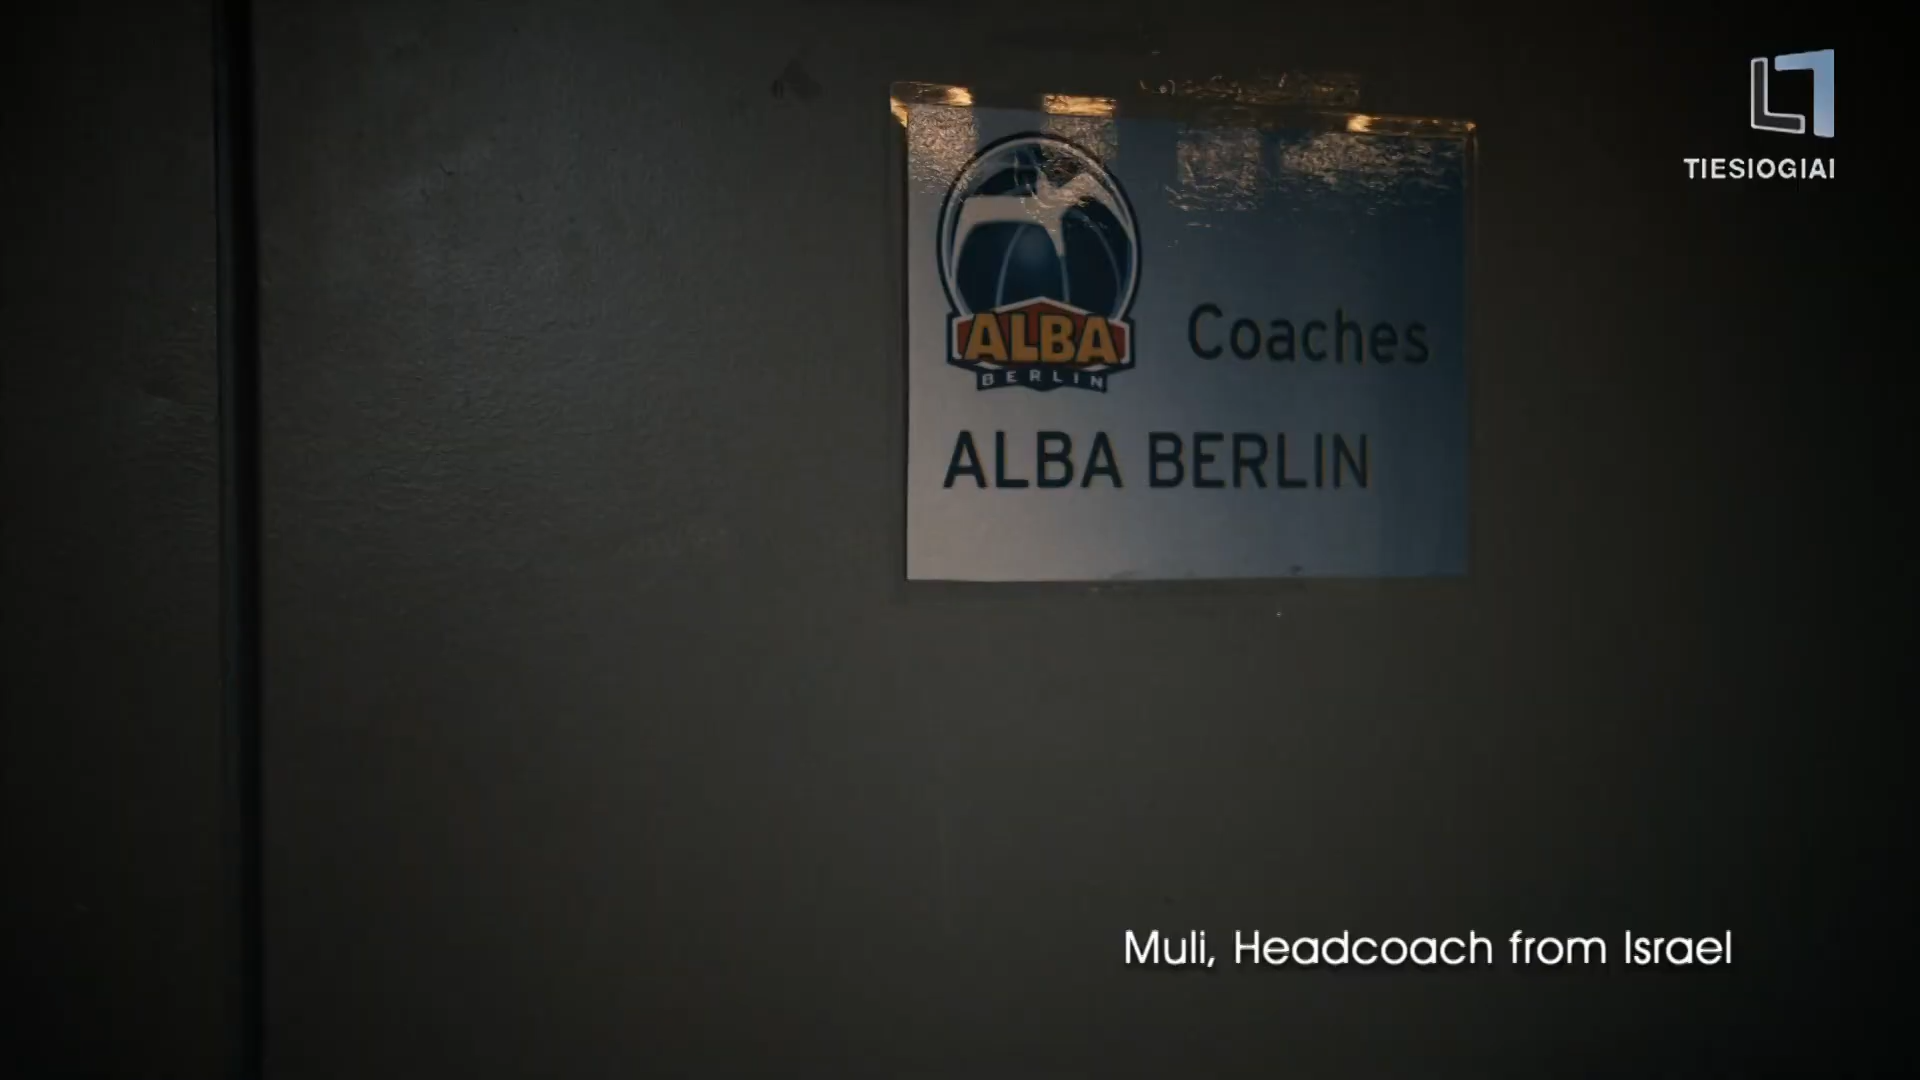 TIESIOGIAI
ALBA
BERLIN
Coaches
ALBA BERLIN
Muli, Headcoach from Israel